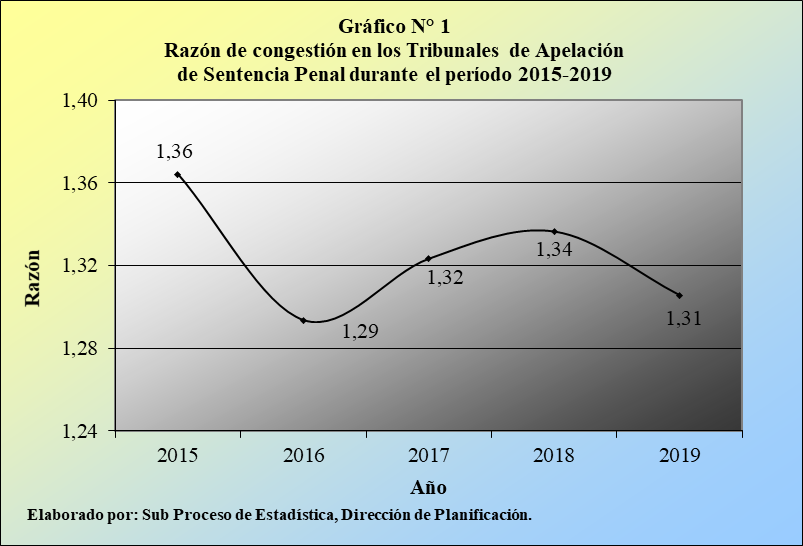 Gráfico N° 1
Razón de congestión en los Tribunales de Apelación
de Sentencia Penal durante el período 2015-2019
1,40
1,36
1,32
1,28
1,24
Razón
1,36
1,29
1,32
1,34
1,31
2015 2016 2017 2018 2019
Año
Elaborado por: Sub Proceso de Estadística, Dirección de Planificación.